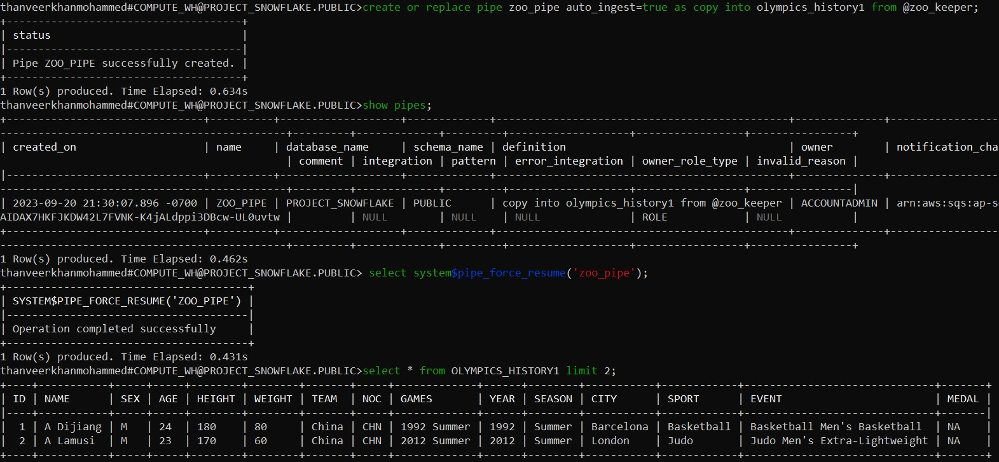 thanveerkhanmohammed#COMPUTE_WH@PROJECT_SNOWFLAKE.PUBLIC>create or replace pipe zoo_pipe auto_ingest=true as copy into olympics_history1 from @zoo_keeper;
+-------------------------------------+
| status                              |
|-------------------------------------|
| Pipe ZOO_PIPE successfully created. |
+-------------------------------------+
1 Row(s) produced. Time Elapsed: 0.634s
thanveerkhanmohammed#COMPUTE_WH@PROJECT_SNOWFLAKE.PUBLIC>show pipes;
| created_on | name | database_name | schema_name | definition | owner | notification_cha
| comment | integration | pattern | error_integration | owner_role_type | invalid_reason |
| 2023-09-20 21:30:07.896 -0700 | ZOO_PIPE | PROJECT_SNOWFLAKE | PUBLIC | copy into olympics_history1 from @zoo_keeper | ACCOUNTADMIN | arn:aws:sqs:ap-s
AIDAX7HKFJKDW42L7FVNK-K4jALdppi3DBcw-UL0uvtw | | NULL | NULL | NULL | ROLE | NULL |
1 Row(s) produced. Time Elapsed: 0.462s
thanveerkhanmohammed#COMPUTE_WH@PROJECT_SNOWFLAKE.PUBLIC> select system$pipe_force_resume('zoo_pipe');
+--------------------------------------+
| SYSTEM$PIPE_FORCE_RESUME('ZOO_PIPE') |
|--------------------------------------|
| Operation completed successfully     |
+--------------------------------------+
1 Row(s) produced. Time Elapsed: 0.431s
thanveerkhanmohammed#COMPUTE_WH@PROJECT_SNOWFLAKE.PUBLIC>select * from OLYMPICS_HISTORY1 limit 2;
| ID | NAME | SEX | AGE | HEIGHT | WEIGHT | TEAM | NOC | GAMES | YEAR | SEASON | CITY | SPORT | EVENT | MEDAL |
| 1 | A Dijiang | M | 24 | 180 | 80 | China | CHN | 1992 Summer | 1992 | Summer | Barcelona | Basketball | Basketball Men's Basketball | NA |
| 2 | A Lamusi | M | 23 | 170 | 60 | China | CHN | 2012 Summer | 2012 | Summer | London | Judo | Judo Men's Extra-Lightweight | NA |